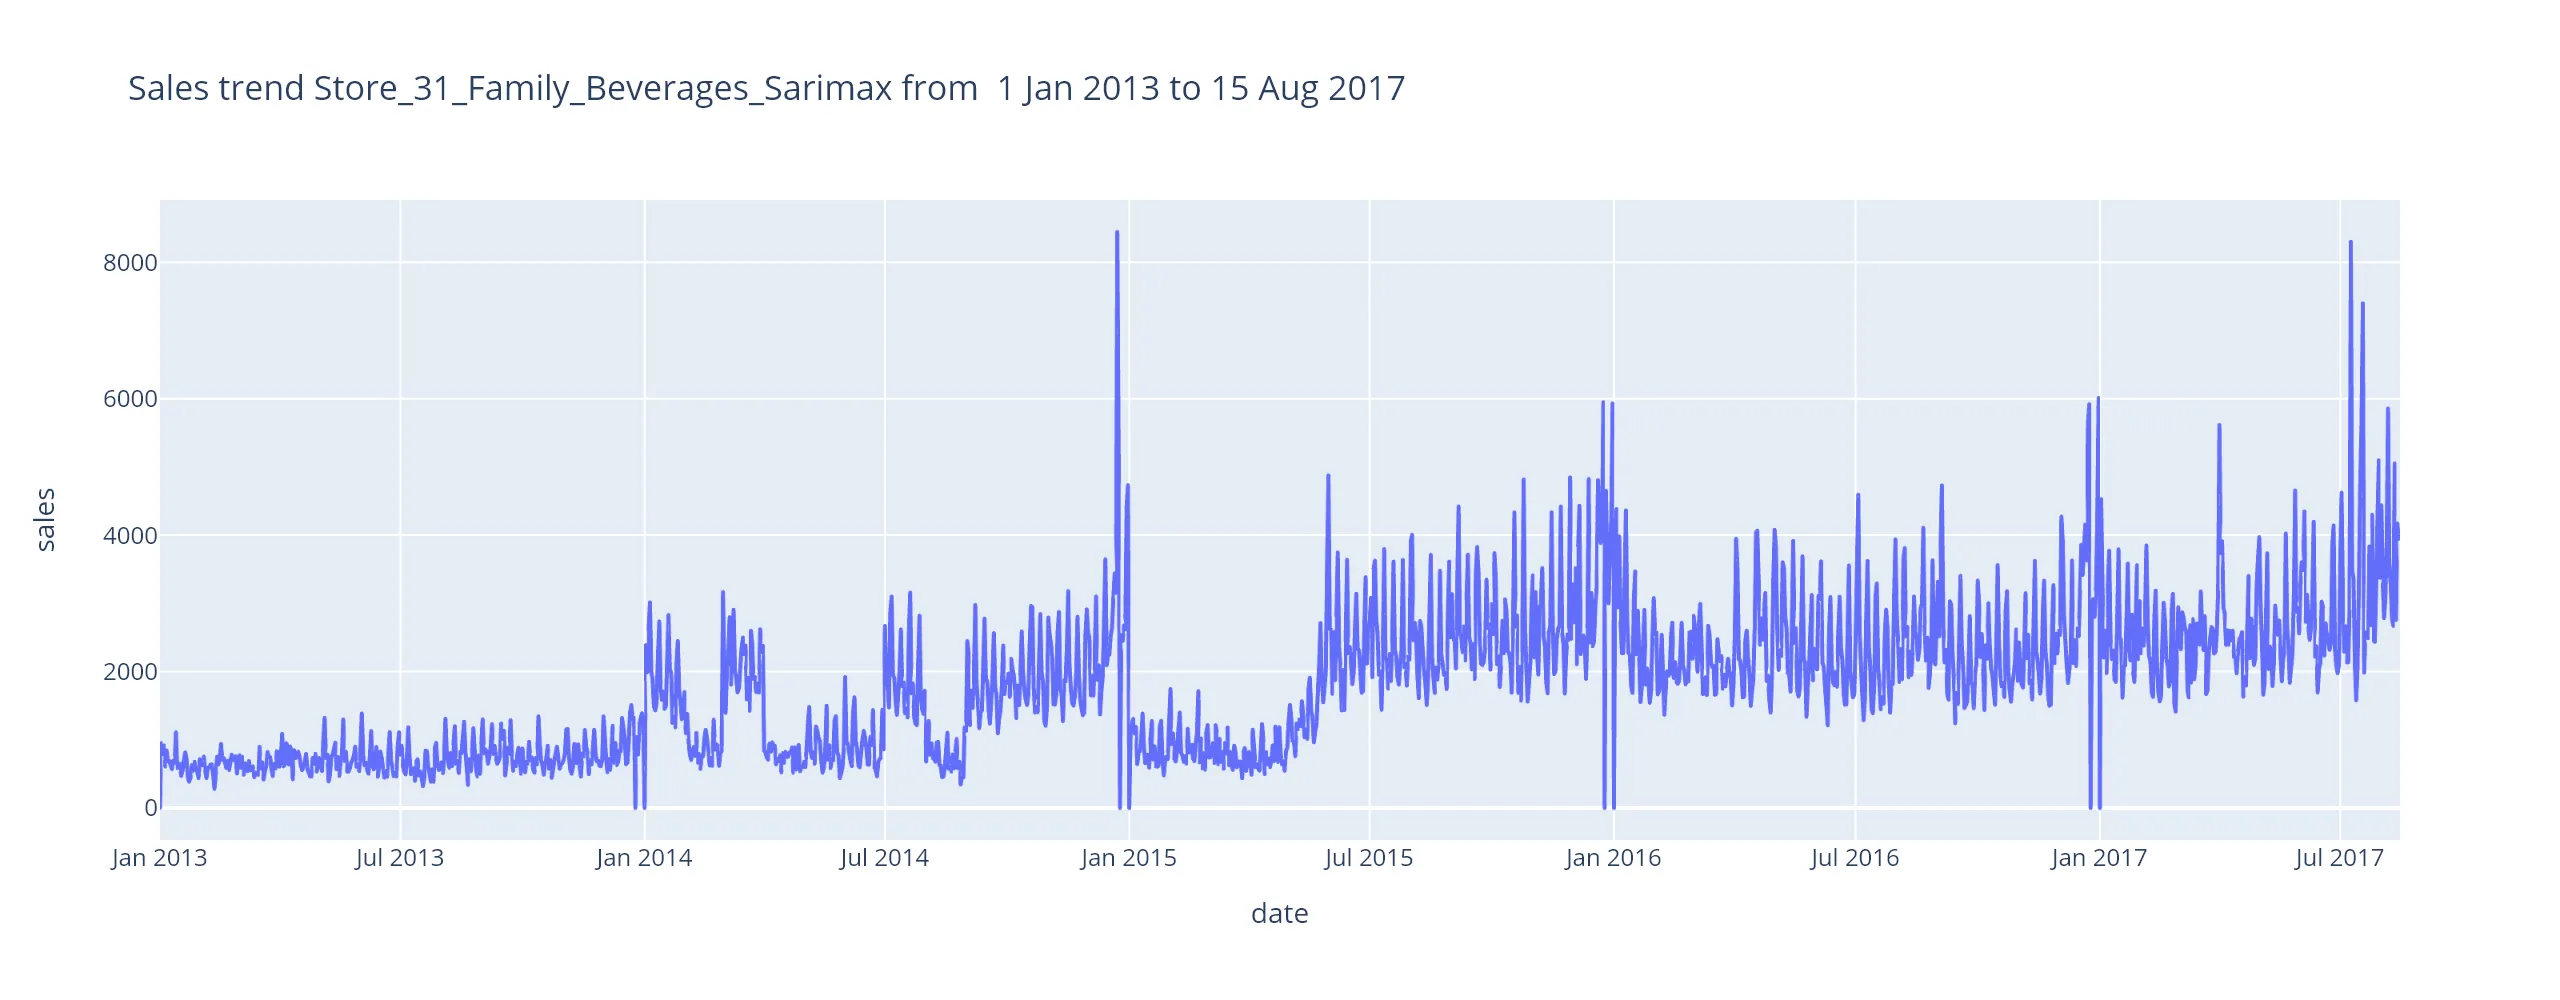 Sales trend Store_31_Family_Beverages_Sarimax from  1 Jan 2013 to 15 Aug 2017
8000
6000
4000
2000
0
sales
Jan 2013 Jul 2013 Jan 2014 Jul 2014 Jan 2015 Jul 2015 Jan 2016 Jul 2016 Jan 2017 Jul 2017
date